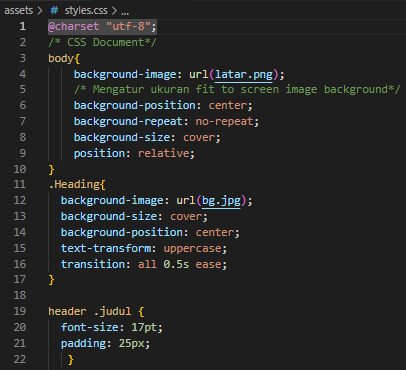 assets > # styles.css > ...
1 @charset "utf-8";
2 /* CSS Document*/
3 body{
4 background-image: url(latar.png);
5 /* Mengatur ukuran fit to screen image background*/
6 background-position: center;
7 background-repeat: no-repeat;
8 background-size: cover;
9 position: relative;
10 }
11 .Heading{
12 background-image: url(bg.jpg);
13 background-size: cover;
14 background-position: center;
15 text-transform: uppercase;
16 transition: all 0.5s ease;
17 }
18
19 header .judul {
20 font-size: 17pt;
21 padding: 25px;
22 }